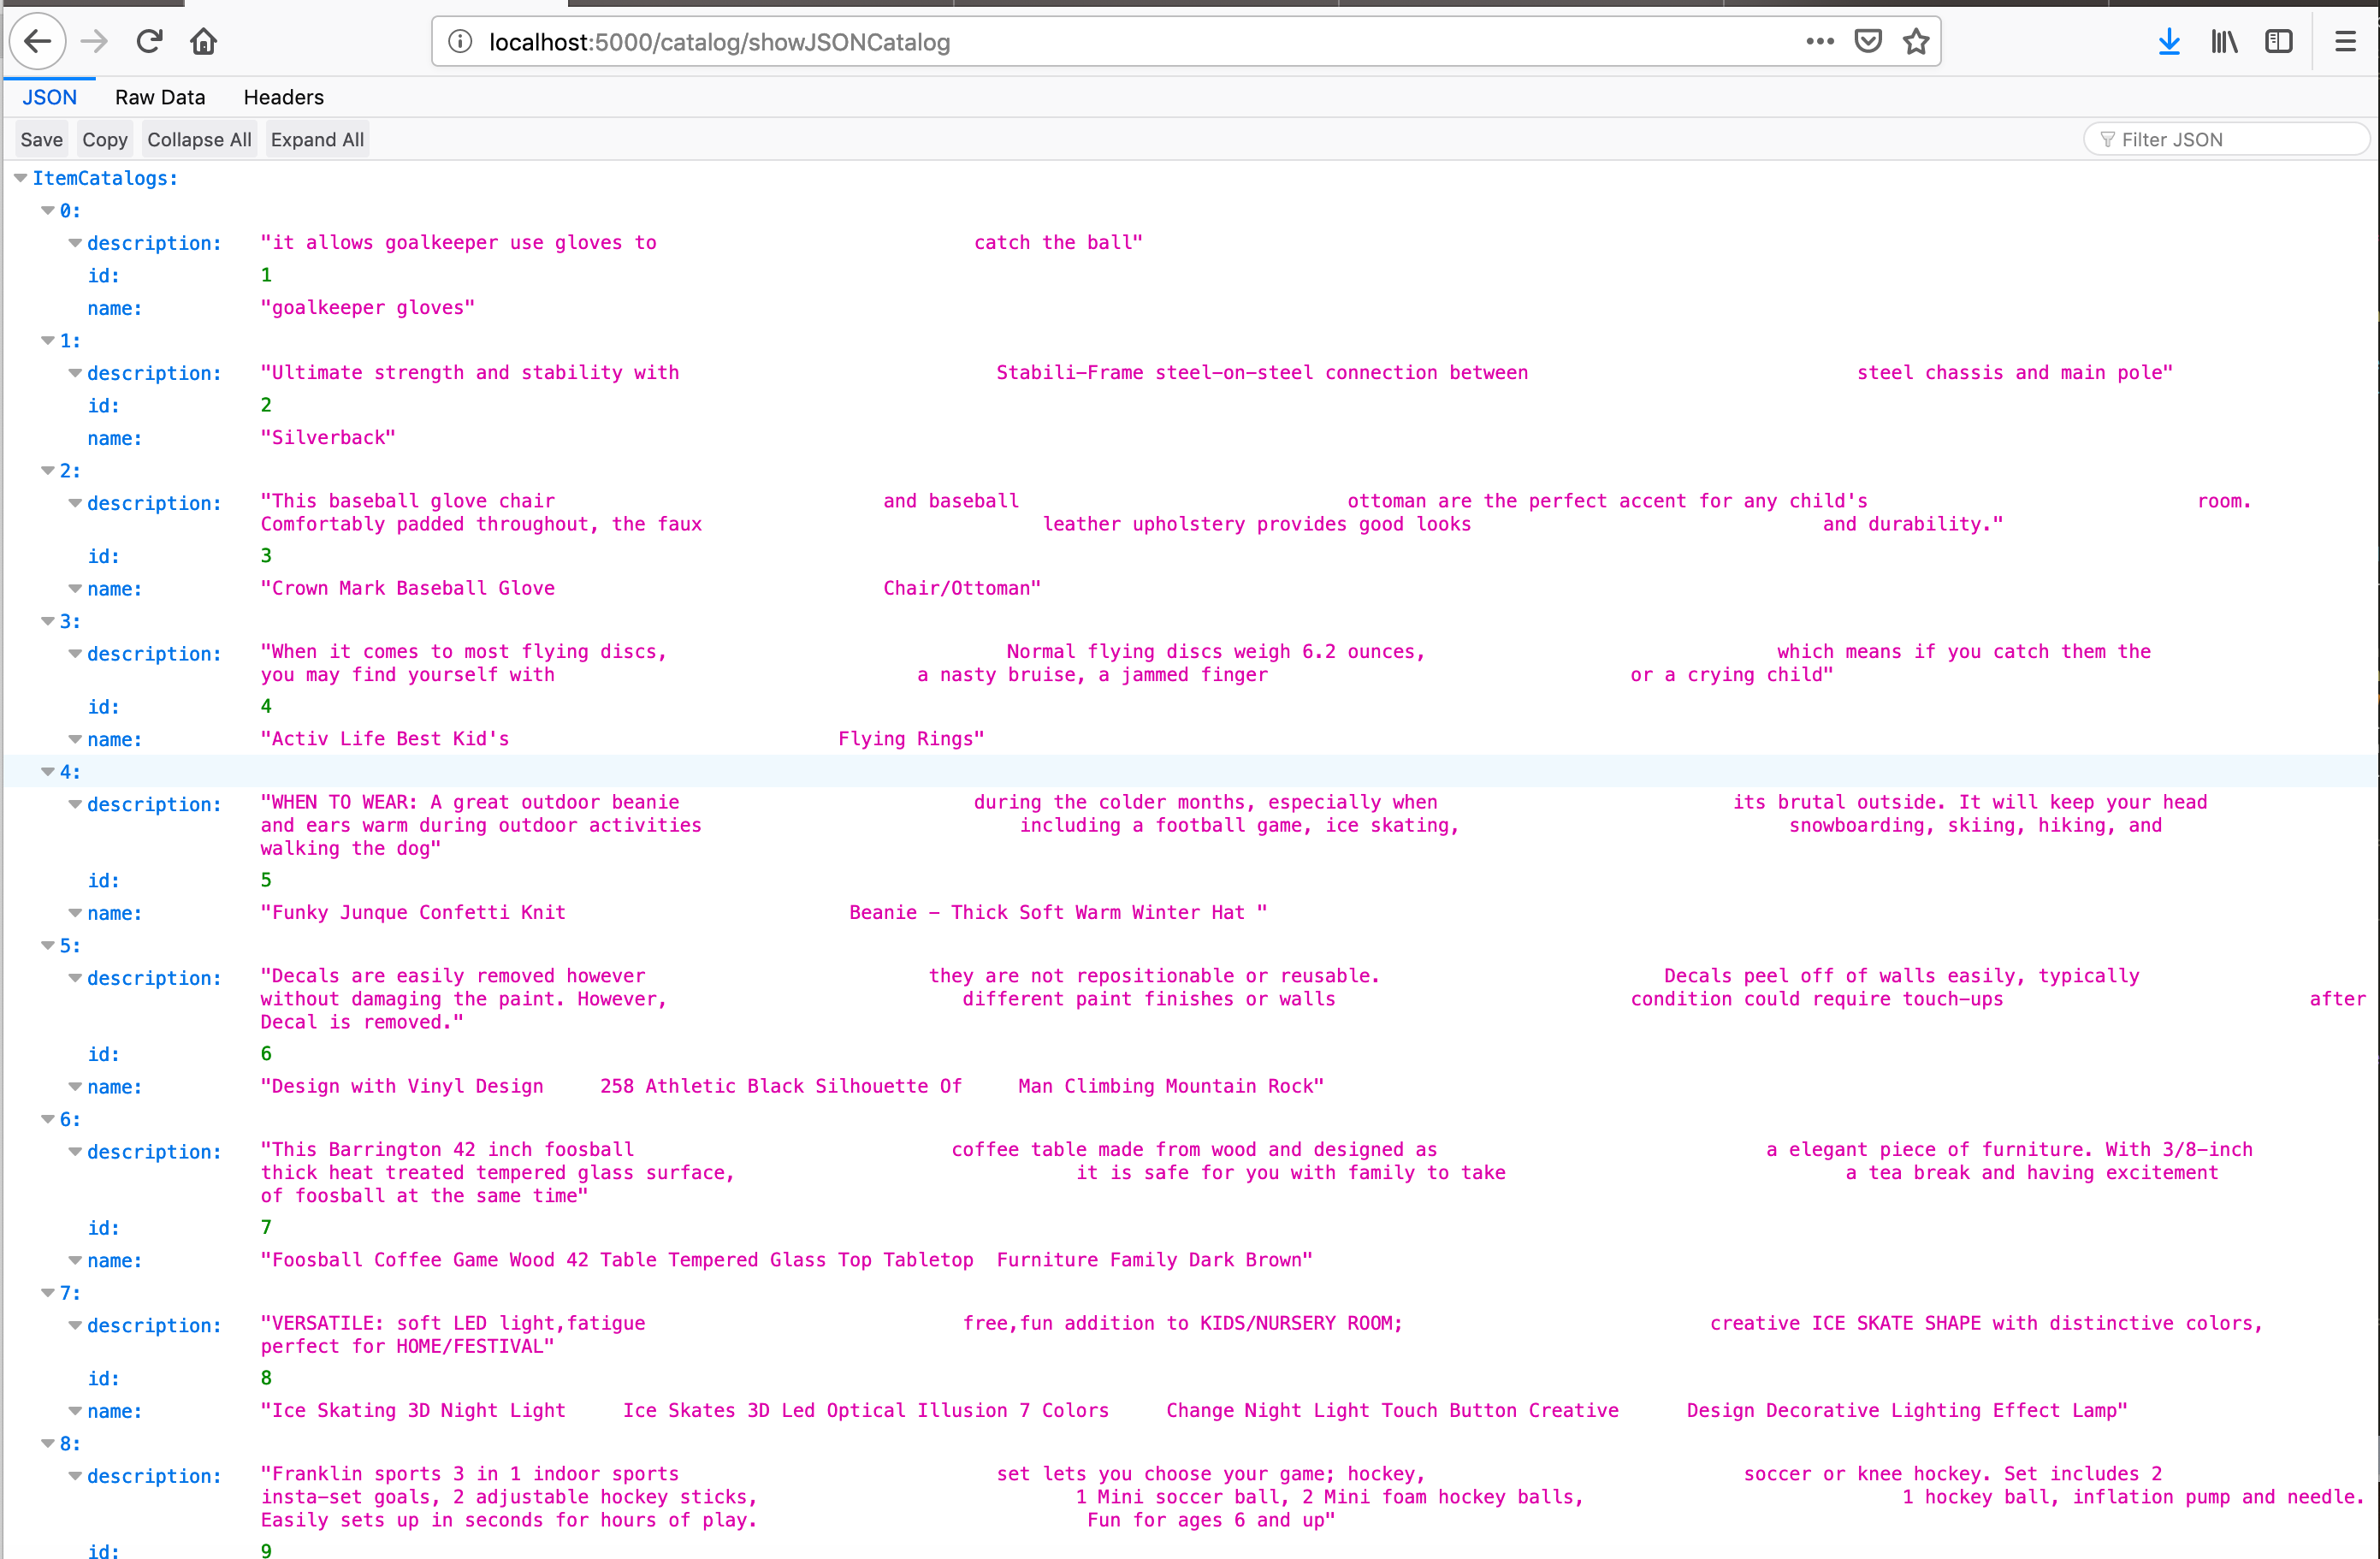 localhost:5000/catalog/showJSONCatalog
JSON Raw Data Headers
Save Copy Collapse All Expand All Filter JSON
ItemCatalogs:
0:
description: "it allows goalkeeper use gloves to catch the ball"
id: 1
name: "goalkeeper gloves"
1:
description: "Ultimate strength and stability with Stabili-Frame steel-on-steel connection between steel chassis and main pole"
id: 2
name: "Silverback"
2:
description: "This baseball glove chair and baseball ottoman are the perfect accent for any child's room.
Comfortably padded throughout, the faux leather upholstery provides good looks and durability."
id: 3
name: "Crown Mark Baseball Glove Chair/Ottoman"
3:
description: "When it comes to most flying discs, Normal flying discs weigh 6.2 ounces, which means if you catch them the
you may find yourself with a nasty bruise, a jammed finger or a crying child"
id: 4
name: "Activ Life Best Kid's Flying Rings"
4:
description: "WHEN TO WEAR: A great outdoor beanie during the colder months, especially when its brutal outside. It will keep your head
and ears warm during outdoor activities including a football game, ice skating, snowboarding, skiing, hiking, and
walking the dog"
id: 5
name: "Funky Junque Confetti Knit Beanie - Thick Soft Warm Winter Hat "
5:
description: "Decals are easily removed however they are not repositionable or reusable. Decals peel off of walls easily, typically
without damaging the paint. However, different paint finishes or walls condition could require touch-ups after
Decal is removed."
id: 6
name: "Design with Vinyl Design 258 Athletic Black Silhouette Of Man Climbing Mountain Rock"
6:
description: "This Barrington 42 inch foosball coffee table made from wood and designed as a elegant piece of furniture. With 3/8-inch
thick heat treated tempered glass surface, it is safe for you with family to take a tea break and having excitement
of foosball at the same time"
id: 7
name: "Foosball Coffee Game Wood 42 Table Tempered Glass Top Tabletop Furniture Family Dark Brown"
7:
description: "VERSATILE: soft LED light,fatigue free,fun addition to KIDS/NURSERY ROOM; creative ICE SKATE SHAPE with distinctive colors,
perfect for HOME/FESTIVAL"
id: 8
name: "Ice Skating 3D Night Light Ice Skates 3D Led Optical Illusion 7 Colors Change Night Light Touch Button Creative Design Decorative Lighting Effect Lamp"
8:
description: "Franklin sports 3 in 1 indoor sports set lets you choose your game; hockey, soccer or knee hockey. Set includes 2
insta-set goals, 2 adjustable hockey sticks, 1 Mini soccer ball, 2 Mini foam hockey balls, 1 hockey ball, inflation pump and needle.
Easily sets up in seconds for hours of play. Fun for ages 6 and up"
id: 9